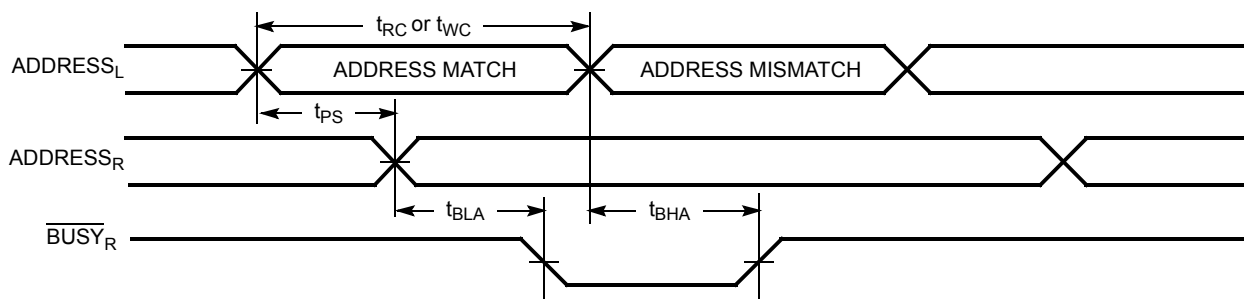 tRC or tWC
ADDRESSL
ADDRESS MATCH
ADDRESS MISMATCH
tPS
ADDRESSR
tBLA
tBHA
BUSYR